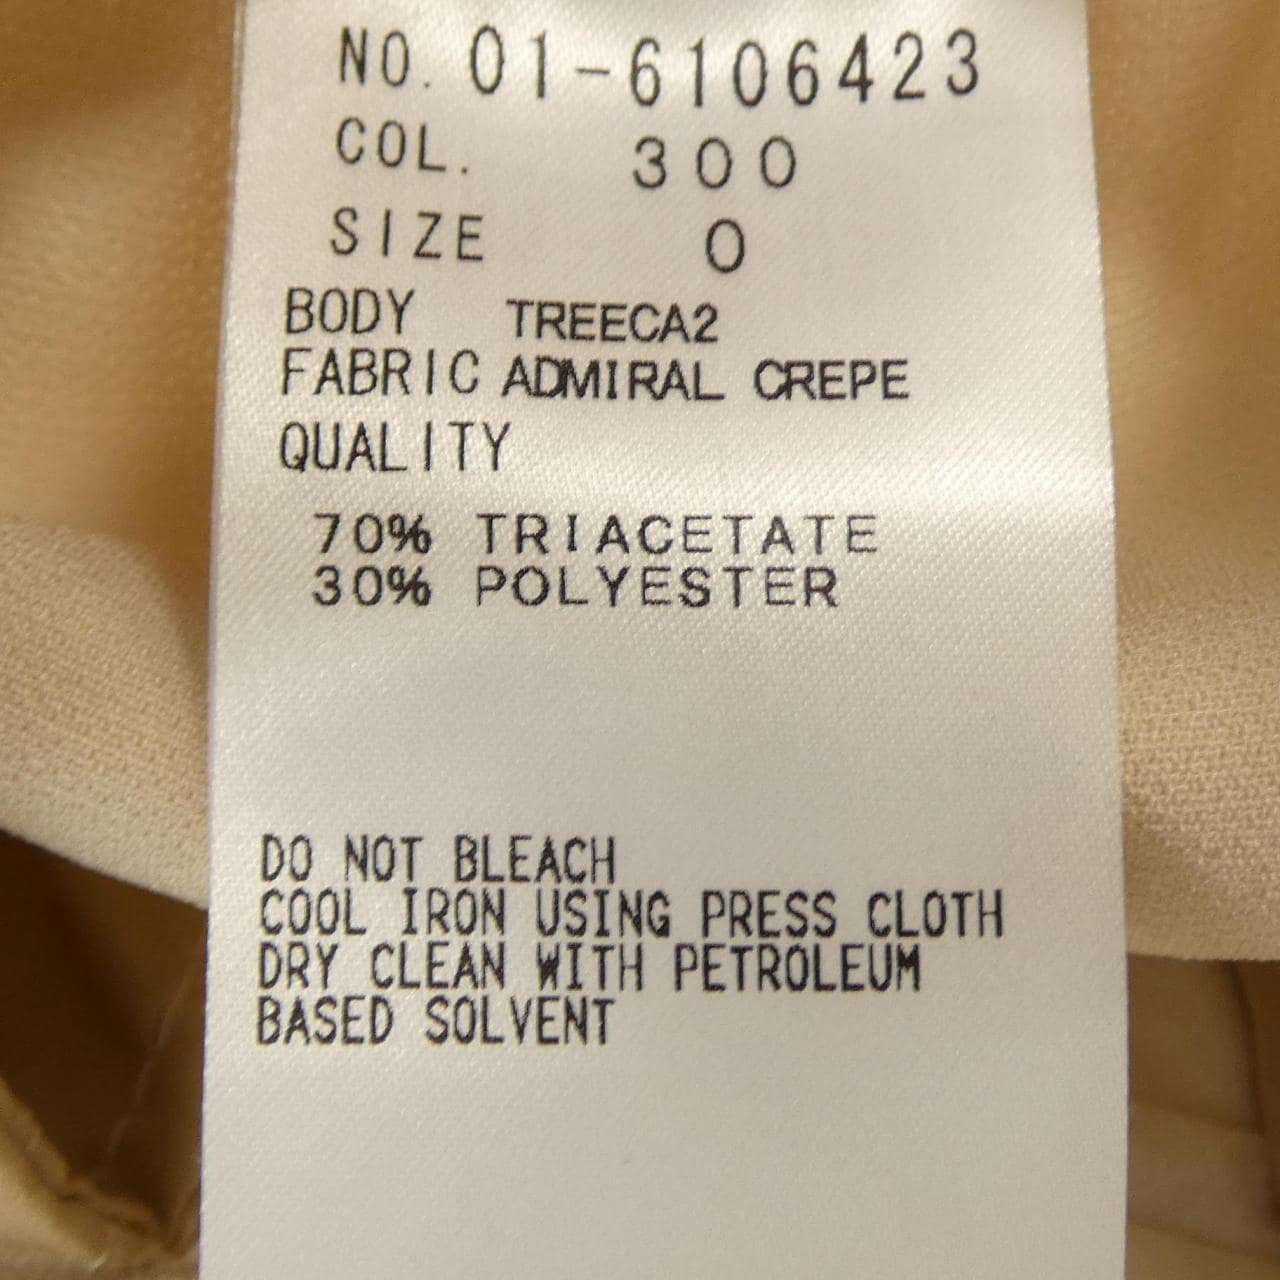 NO. 01-6106423
COL. 300
SIZE 0
BODY TREECA2
FABRIC ADMIRAL CREPE
QUALITY
70% TRIACETATE
30% POLYESTER
DO NOT BLEACH
COOL IRON USING PRESS CLOTH
DRY CLEAN WITH PETROLEUM
BASED SOLVENT